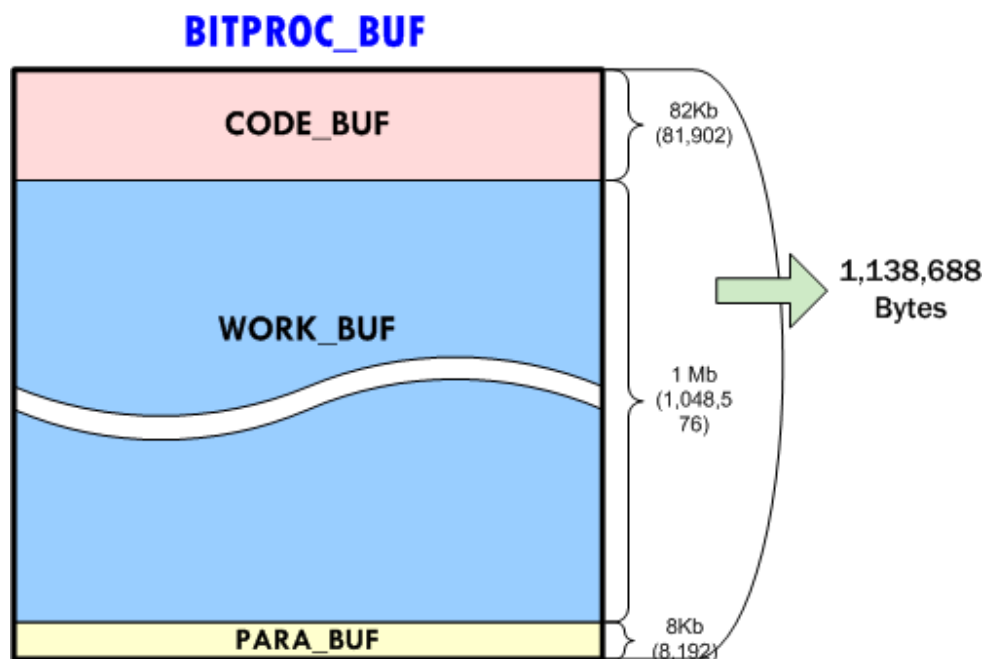 BITPROC_BUF
CODE_BUF
82Kb
(81,902)
WORK_BUF
1,138,688
Bytes
1 Mb
(1,048,5
76)
PARA_BUF
8Kb
(8,192)